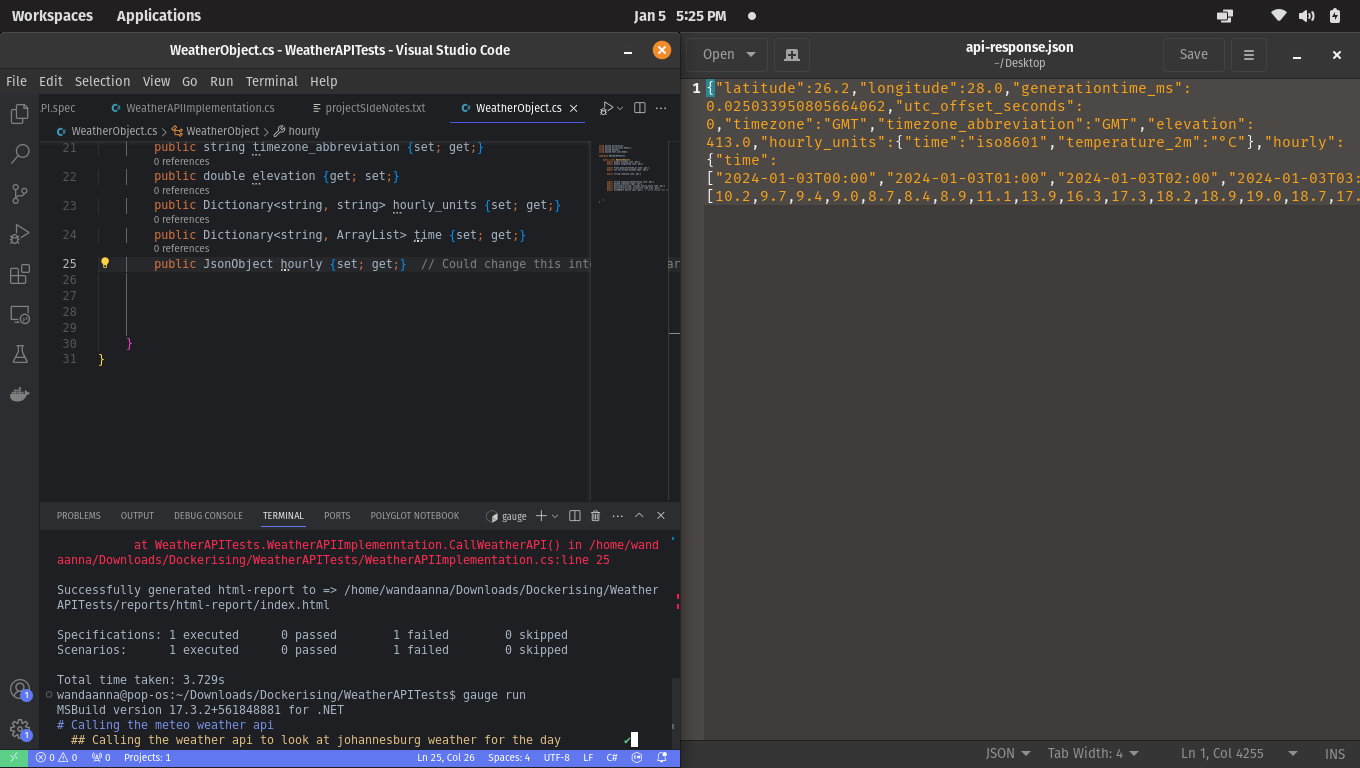 Workspaces Applications Jan 5 5:25 PM
WeatherObject.cs - WeatherAPITests - Visual Studio Code
File Edit Selection View Go Run Terminal Help
.PI.spec WeatherAPIImplementation.cs projectSIdeNotes.txt WeatherObject.cs
WeatherObject.cs > WeatherObject > hourly
21 public string timezone_abbreviation {set; get;}
0 references
22 public double elevation {get; set;}
0 references
23 public Dictionary<string, string> hourly_units {set; get;}
0 references
24 public Dictionary<string, ArrayList> time {set; get;}
0 references
25 public JsonObject hourly {set; get;} // Could change this int
26
27
28
29
30 }
31 }
PROBLEMS OUTPUT DEBUG CONSOLE TERMINAL PORTS POLYGLOT NOTEBOOK gauge
at WeatherAPITests.WeatherAPIImplemenntation.CallWeatherAPI() in /home/wand
aanna/Downloads/Dockerising/WeatherAPITests/WeatherAPIImplementation.cs:line 25
Successfully generated html-report to => /home/wandaanna/Downloads/Dockerising/Weather
APITests/reports/html-report/index.html
Specifications: 1 executed 0 passed 1 failed 0 skipped
Scenarios: 1 executed 0 passed 1 failed 0 skipped
Total time taken: 3.729s
wandaanna@pop-os:~/Downloads/Dockerising/WeatherAPITests$ gauge run
MSBuild version 17.3.2+561848881 for .NET
# Calling the meteo weather api
## Calling the weather api to look at johannesburg weather for the day ✔
1
1
0 0 0 Projects: 1 Ln 25, Col 26 Spaces: 4 UTF-8 LF C#
Open api-response.json Save
~/Desktop
1 {"latitude":26.2,"longitude":28.0,"generationtime_ms":
0.025033950805664062,"utc_offset_seconds":
0,"timezone":"GMT","timezone_abbreviation":"GMT","elevation":
413.0,"hourly_units":{"time":"iso8601","temperature_2m":"°C"},"hourly":
{"time":
["2024-01-03T00:00","2024-01-03T01:00","2024-01-03T02:00","2024-01-03T03:
[10.2,9.7,9.4,9.0,8.7,8.4,8.9,11.1,13.9,16.3,17.3,18.2,18.9,19.0,18.7,17.
JSON Tab Width: 4 Ln 1, Col 4255 INS